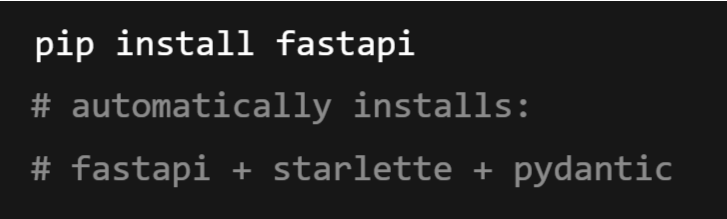 pip install fastapi
# automatically installs:
# fastapi + starlette + pydantic